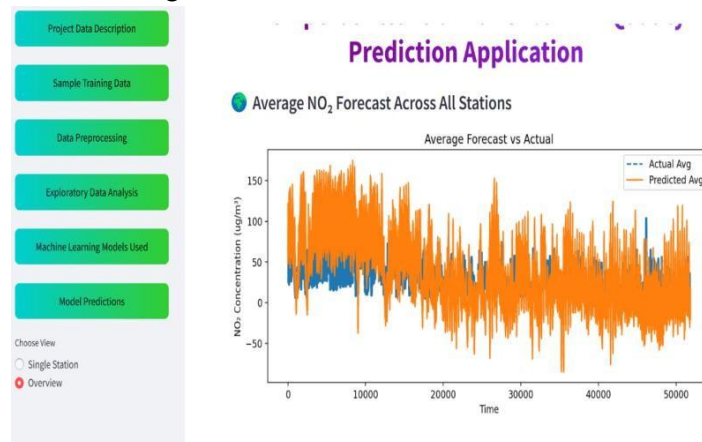 Project Data Description
Sample Training Data
Data Preprocessing
Exploratory Data Analysis
Machine Learning Models Used
Model Predictions
Choose View
Single Station
Overview
Prediction Application
Average NO₂ Forecast Across All Stations
Average Forecast vs Actual
Actual Avg
Predicted Avg
NO₂ Concentration (ug/m³)
150
100
50
0
−50
0 10000 20000 30000 40000 50000
Time